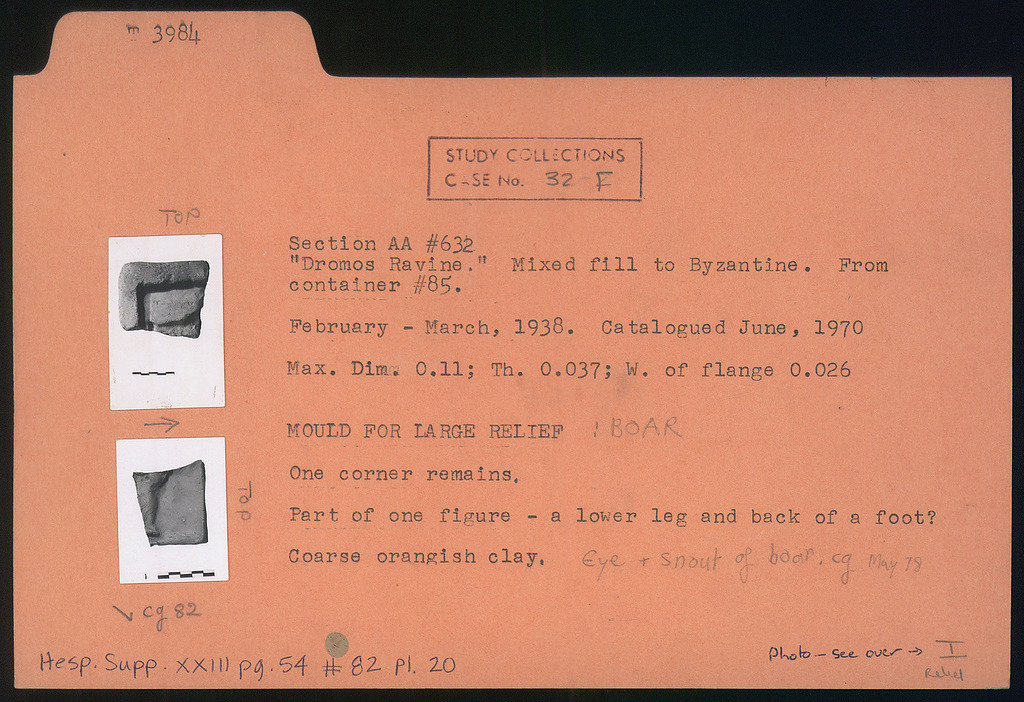 T 3984
STUDY COLLECTIONS
CASE No. 32 - E
TOP
Section AA #632
"Dromos Ravine." Mixed fill to Byzantine. From
container #85.
February - March, 1938. Catalogued June, 1970
Max. Dim. 0.11; Th. 0.037; W. of flange 0.026
MOULD FOR LARGE RELIEF : BOAR
One corner remains.
TOP
Part of one figure - a lower leg and back of a foot?
Coarse orangish clay. Eye + snout of boar. cg May 78
cg 82
Hesp. Supp. XXIII pg. 54 # 82 pl. 20
Photo - see over → I
Relief